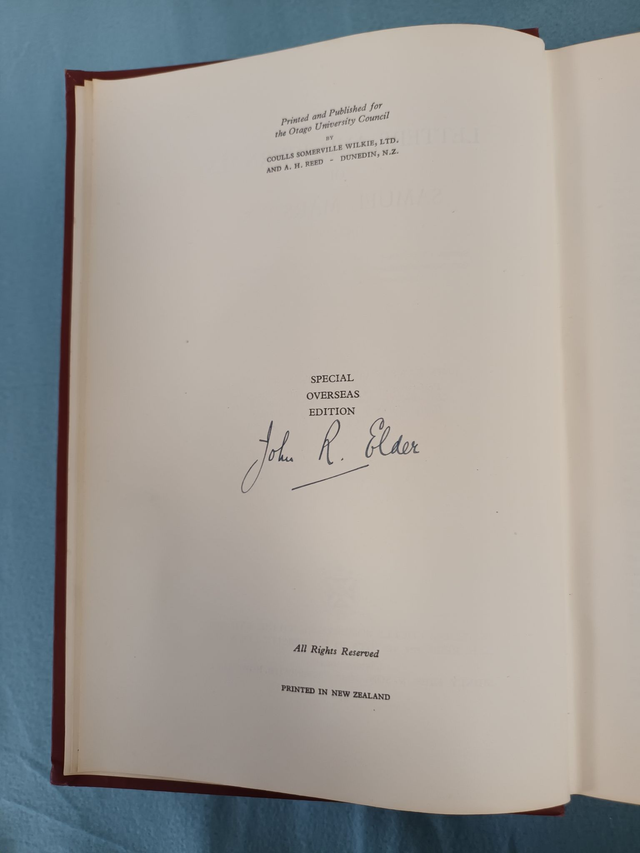 Printed and Published for
the Otago University Council
BY
COULLS SOMERVILLE WILKIE, LTD.
AND A. H. REED - DUNEDIN, N.Z.
SPECIAL
OVERSEAS
EDITION
John R. Elder
All Rights Reserved
PRINTED IN NEW ZEALAND